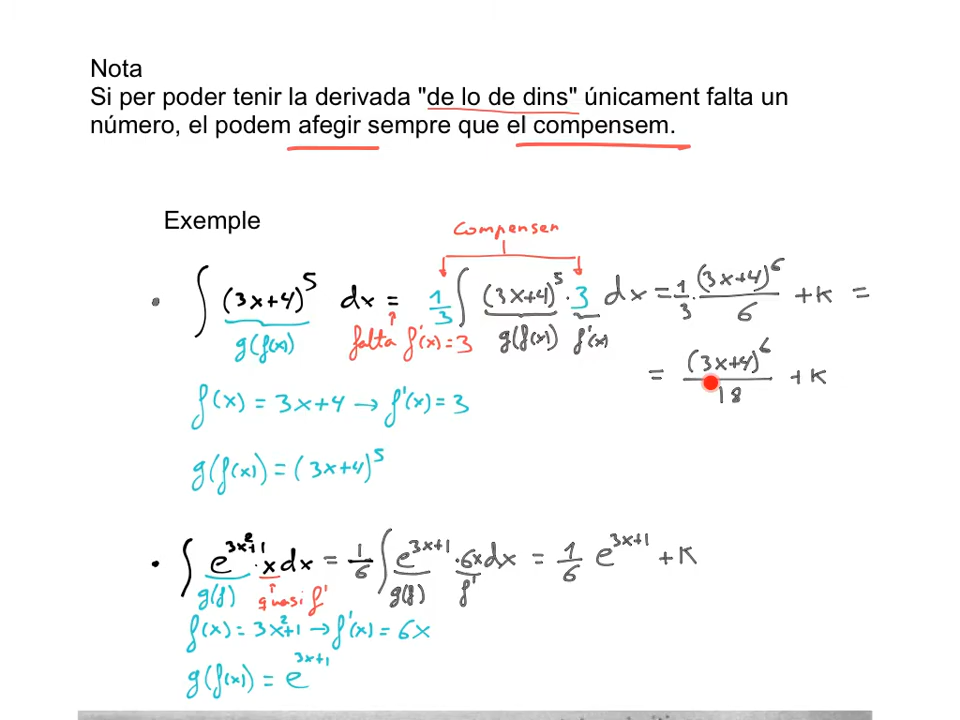 Nota
Si per poder tenir la derivada "de lo de dins" únicament falta un
número, el podem afegir sempre que el compensem.
Exemple
Compensen
• ∫ (3x+4)^5 dx = 1/3 ∫ (3x+4)^5 · 3 dx = 1/3 · (3x+4)^6/6 + K =
g(f(x)) falta f'(x)=3 g(f(x)) f'(x)
= (3x+4)^6/18 + K
f(x) = 3x+4 → f'(x) = 3
g(f(x)) = (3x+4)^5
• ∫ e^(3x²+1) · x dx = 1/6 ∫ e^(3x+1) · 6x dx = 1/6 e^(3x+1) + K
g(f) quasi f' g(f) f'
f(x) = 3x²+1 → f'(x) = 6x
g(f(x)) = e^(3x+1)